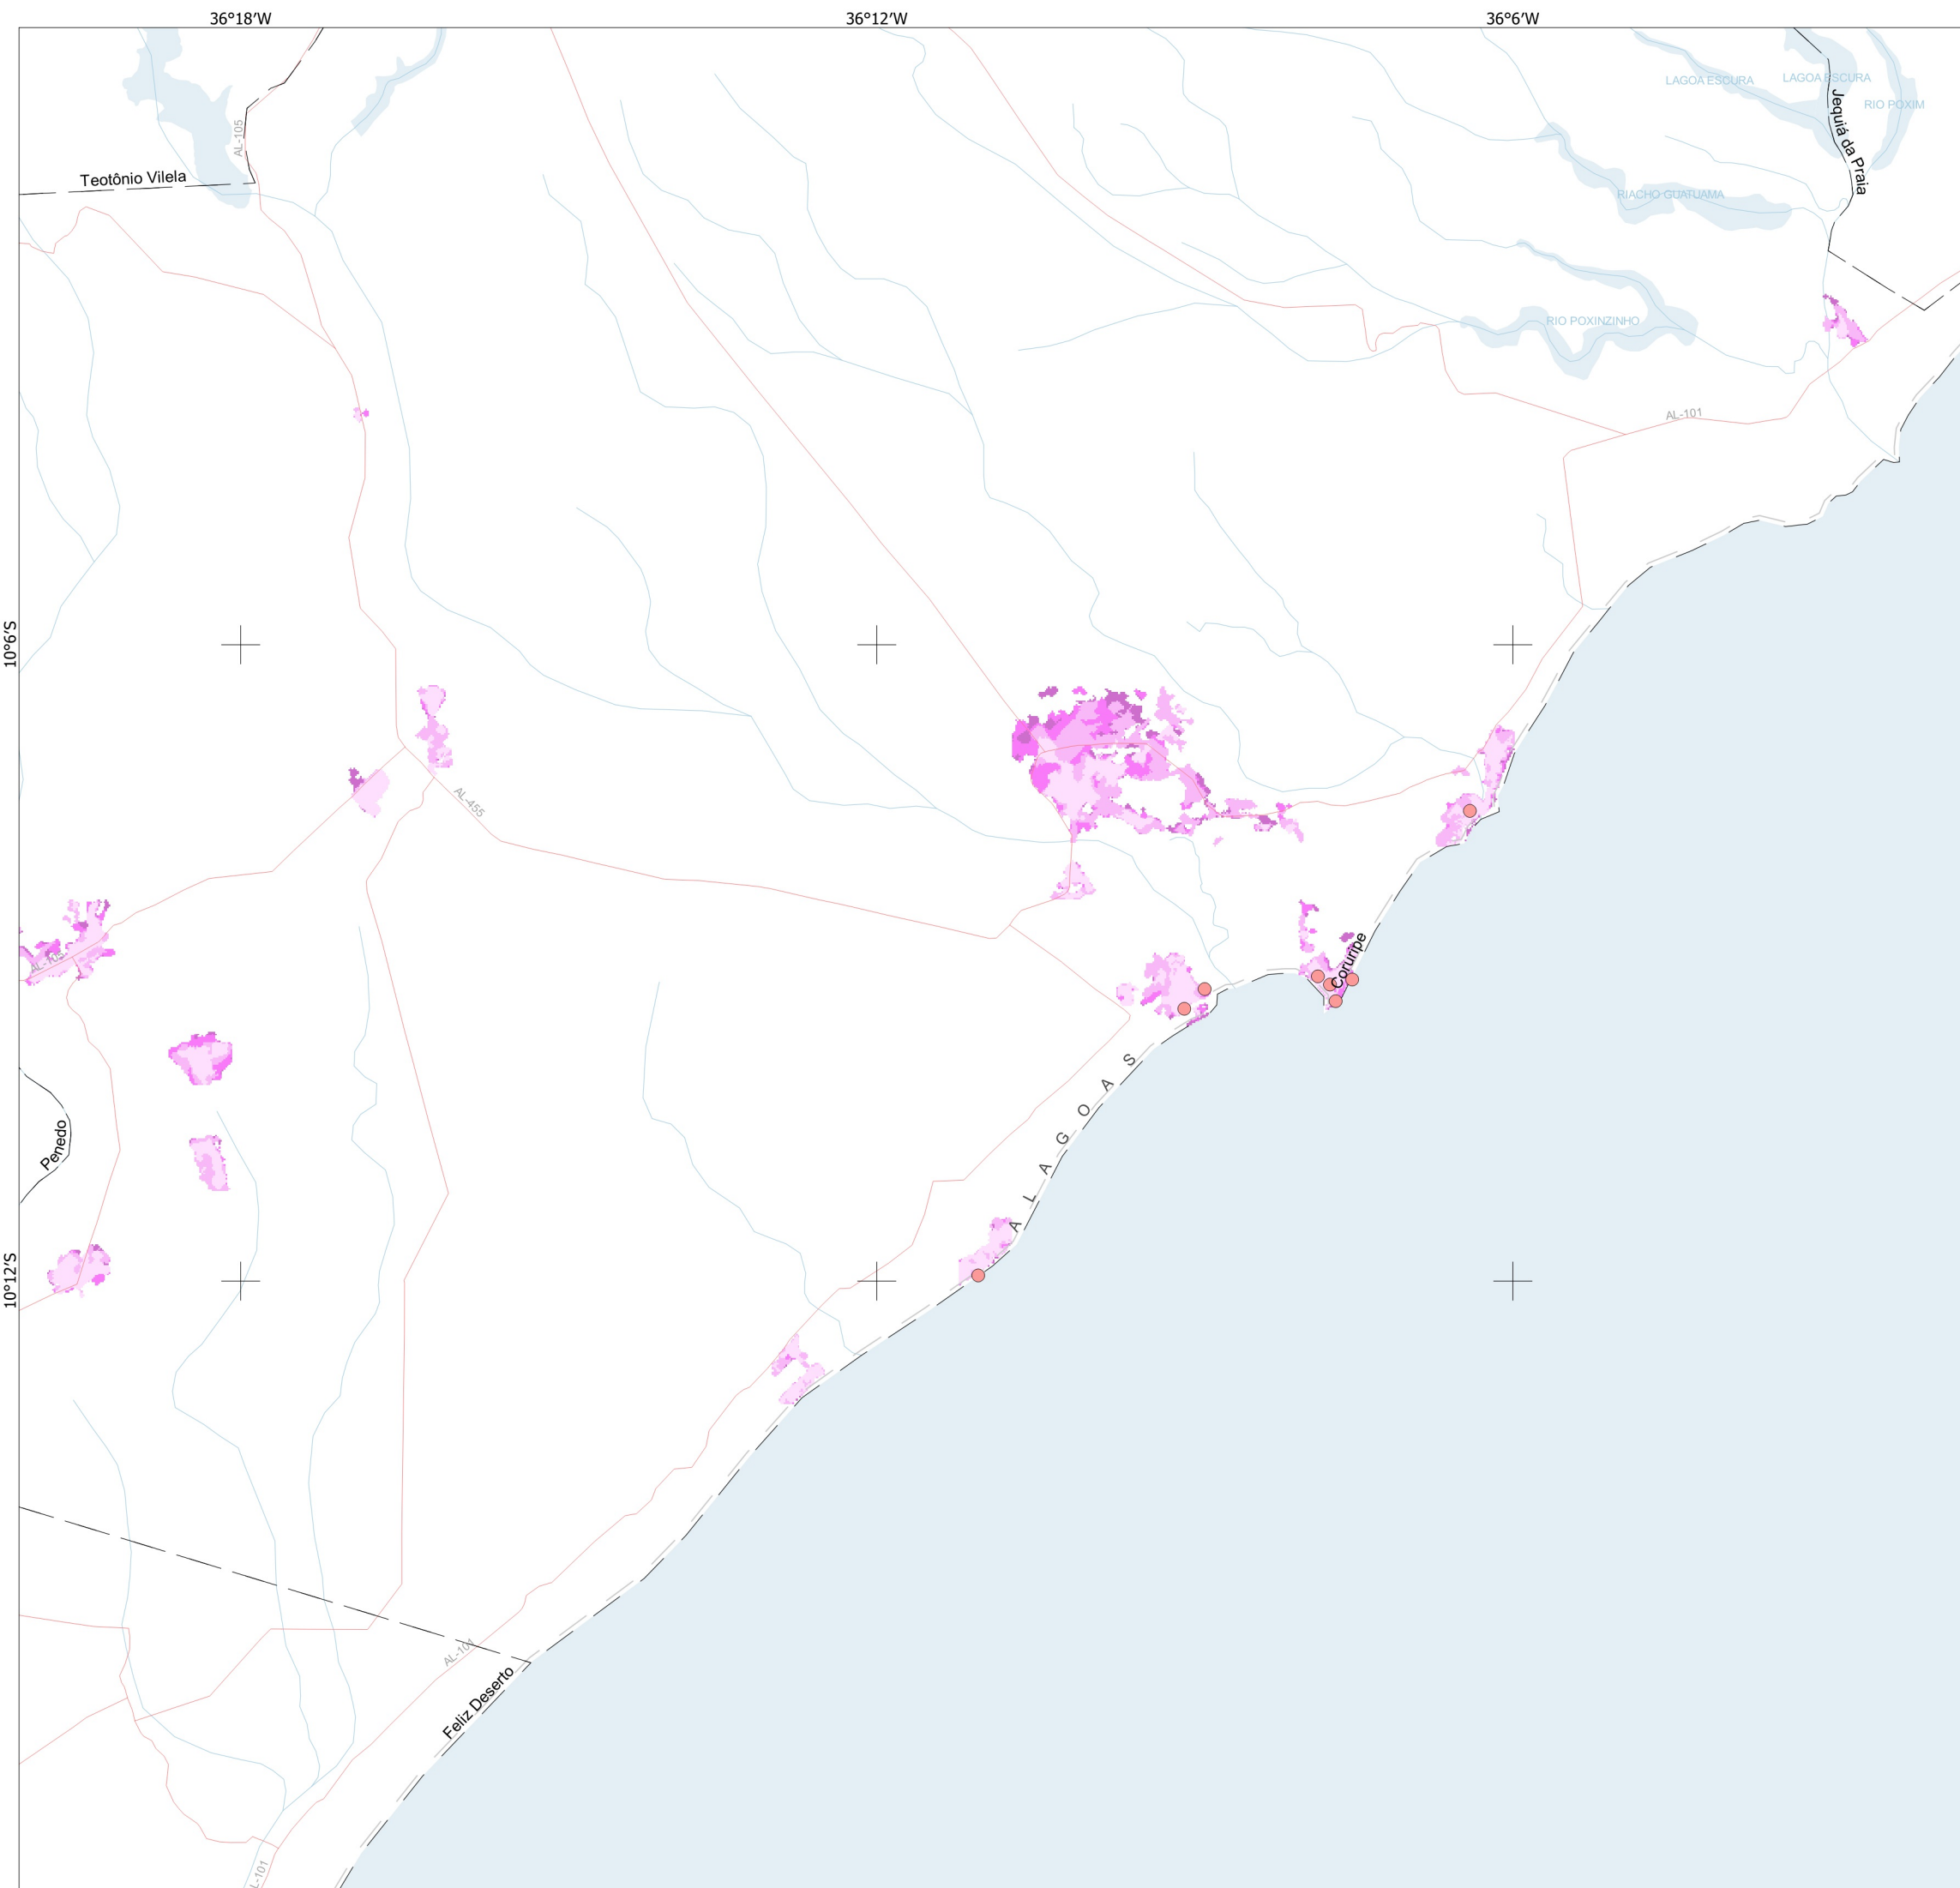 36°18'W
36°12'W
36°6'W
LAGOA ESCURA
LAGOA ESCURA
RIO POXIM
AL-105
Jequiá da Praia
Teotônio Vilela
RIACHO GUATUAMA
RIO POXINZINHO
AL-101
10°6'S
AL-455
AL-105
Coruripe
ALAGOAS
Penedo
10°12'S
AL-101
Feliz Deserto
L-101